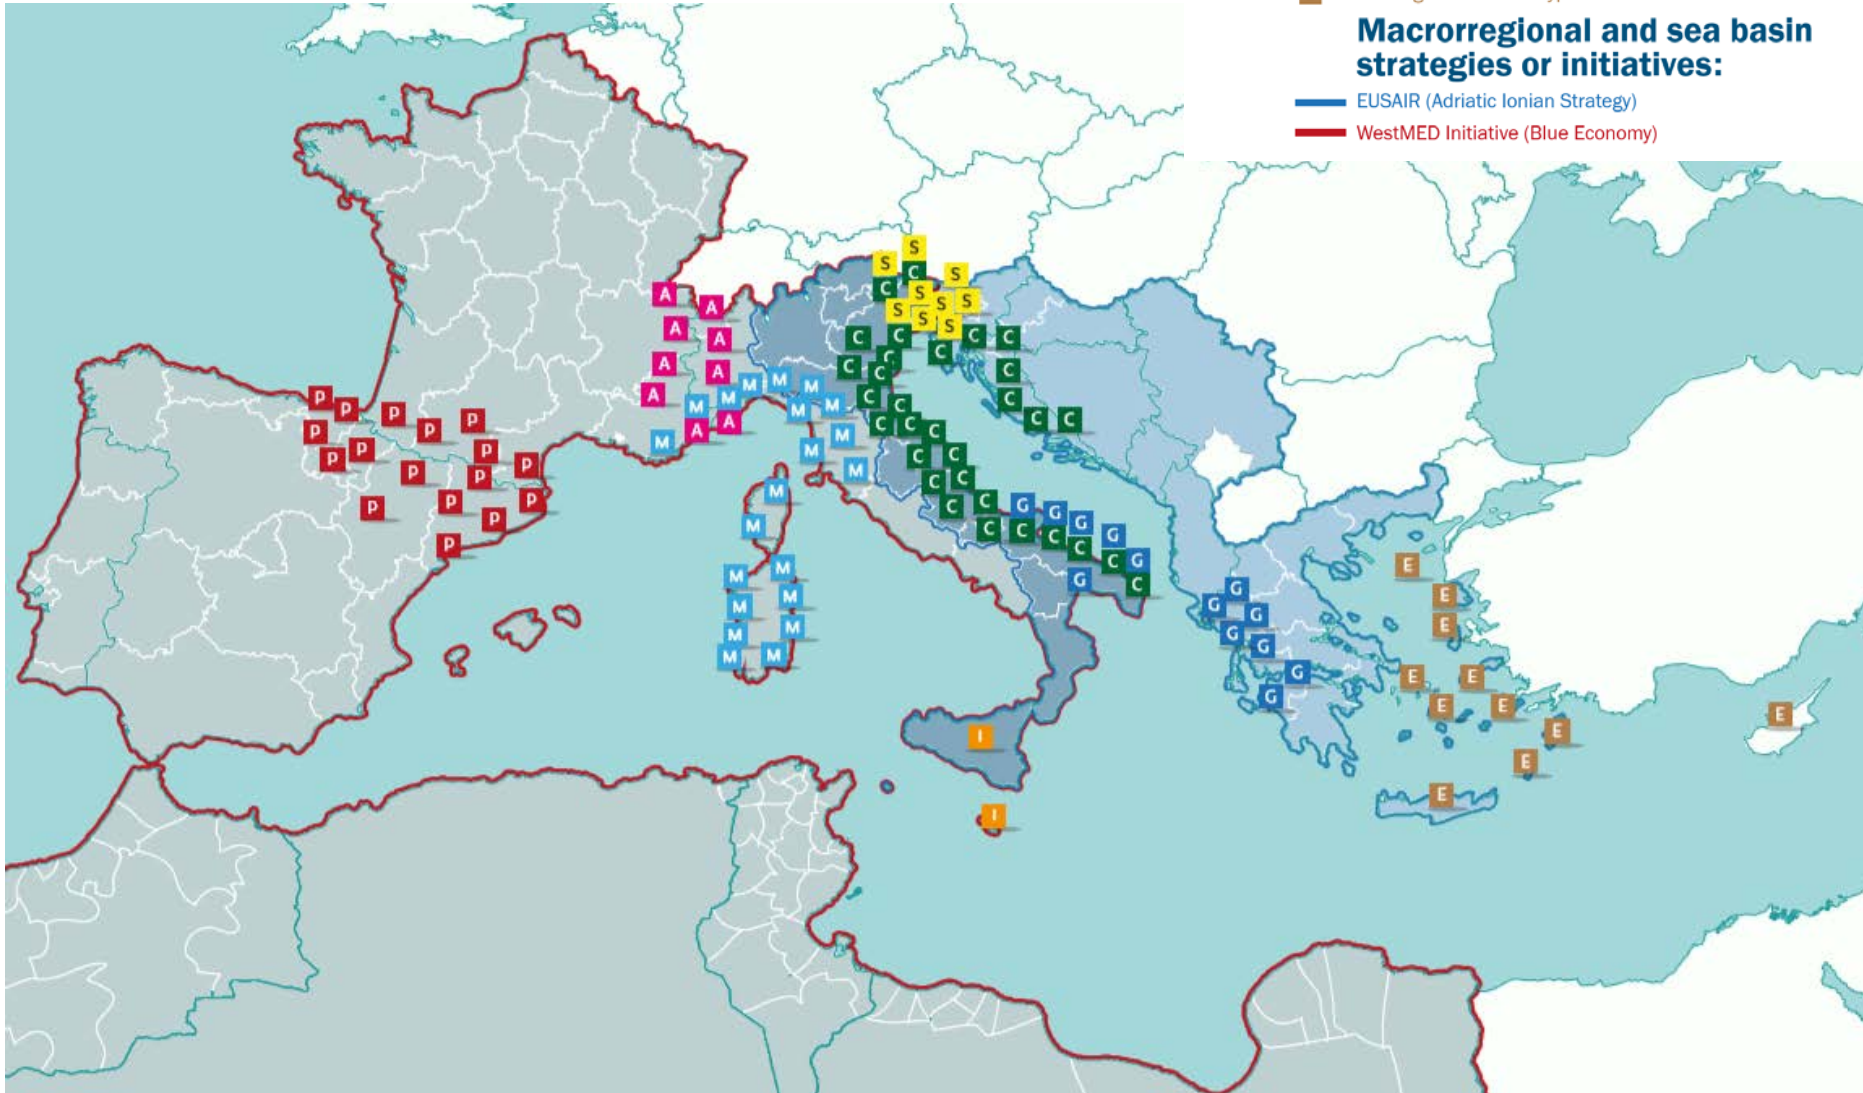 Macrorregional and sea basin
strategies or initiatives:
EUSAIR (Adriatic Ionian Strategy)
WestMED Initiative (Blue Economy)
S
S C S
C S
A
A S S S
A S S
A C C C C
C C
A A C C C
M M M
P A M C C
P P M M M C
P A C C C C
P P A M C
P P M M C C
P P M
P P C C
P P M C G
P C G
P M C C G G
P C C
M C G E
M G C G
M M G E
M G E
M G G
M M
G E E
G E E E
I E
E
E
I